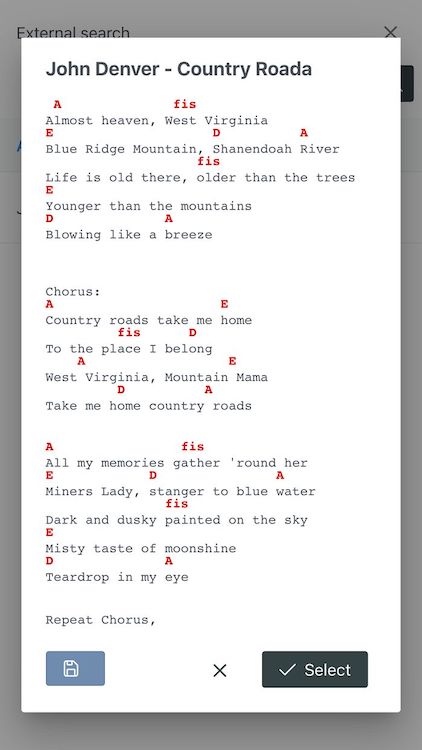 External search
John Denver - Country Roada
A fis
Almost heaven, West Virginia
E D A
Blue Ridge Mountain, Shanendoah River
fis
Life is old there, older than the trees
E
Younger than the mountains
D A
Blowing like a breeze
Chorus:
A E
Country roads take me home
fis D
To the place I belong
A E
West Virginia, Mountain Mama
D A
Take me home country roads
A fis
All my memories gather 'round her
E D A
Miners Lady, stanger to blue water
fis
Dark and dusky painted on the sky
E
Misty taste of moonshine
D A
Teardrop in my eye
Repeat Chorus,
Select